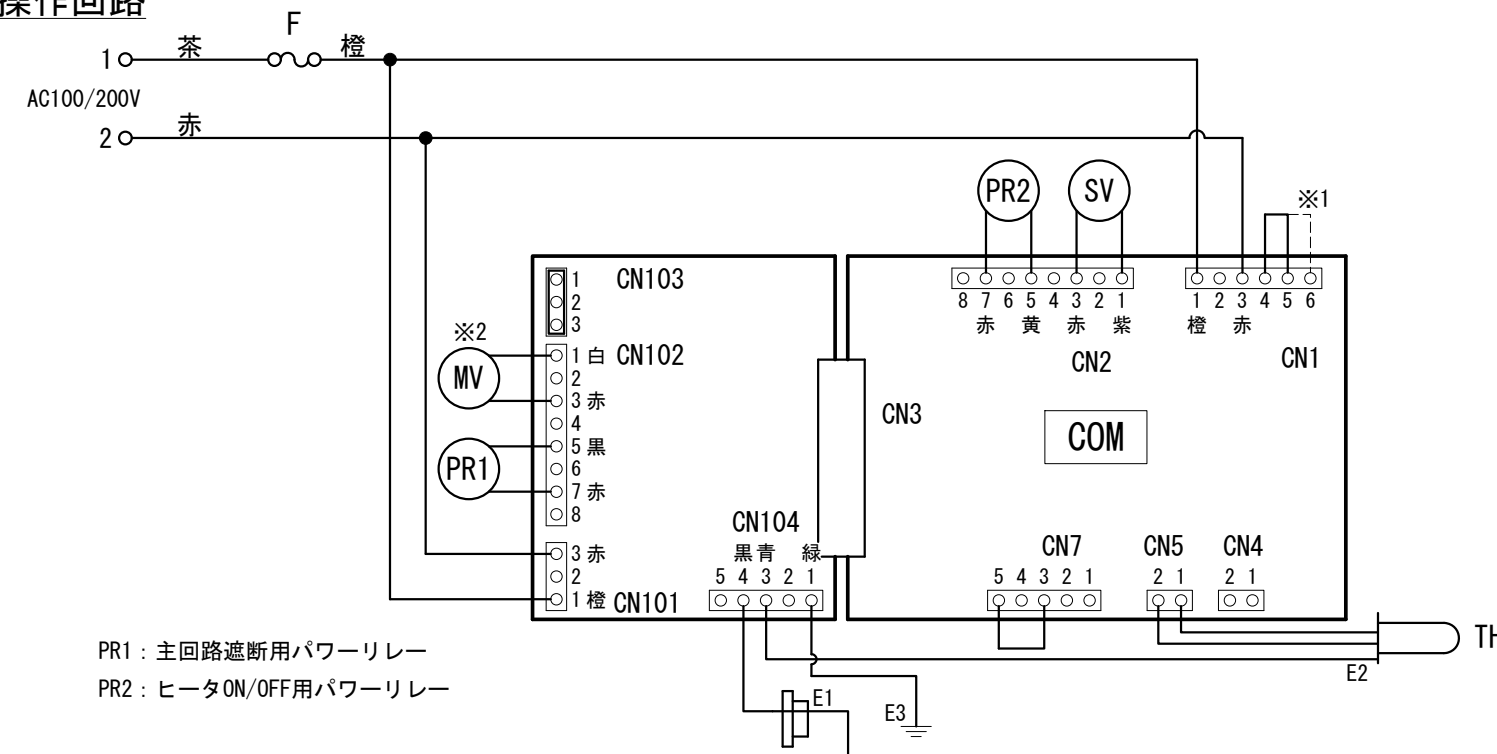 操作回路
F
1 茶 橙
AC100/200V
2 赤
PR2 SV ※1
CN103
1
2
3
8 7 6 5 4 3 2 1
赤 黄 赤 紫
1 2 3 4 5 6
橙 赤
CN2
CN1
※2
MV
1 白 CN102
2
3 赤
4
PR1
5 黒
6
7 赤
8
CN3
COM
CN104
黒 青 緑
5 4 3 2 1
3 赤
2
1 橙 CN101
CN7
5 4 3 2 1
CN5
2 1
CN4
2 1
TH
E2
E1
E3
PR1：主回路遮断用パワーリレー
PR2：ヒータON/OFF用パワーリレー